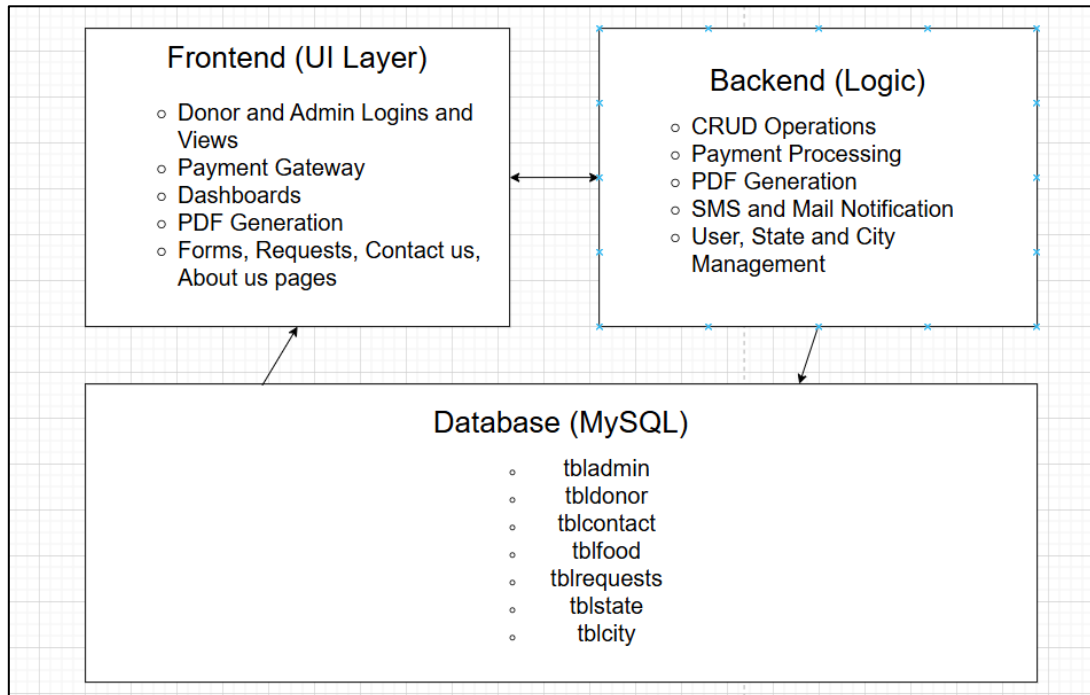 Frontend (UI Layer)
Donor and Admin Logins and
Views
Payment Gateway
Dashboards
PDF Generation
Forms, Requests, Contact us,
About us pages
Backend (Logic)
CRUD Operations
Payment Processing
PDF Generation
SMS and Mail Notification
User, State and City
Management
Database (MySQL)
tbladmin
tbldonor
tblcontact
tblfood
tblrequests
tblstate
tblcity